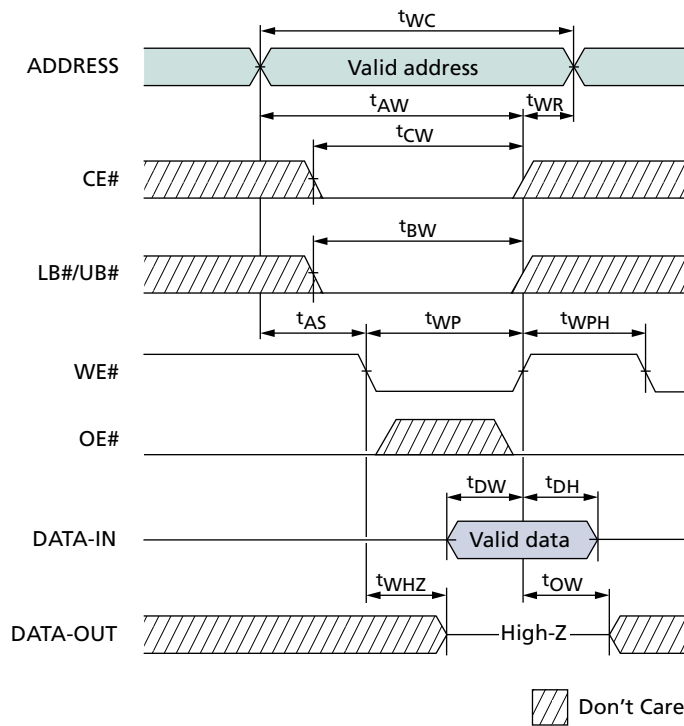 tWC
ADDRESS
Valid address
tAW
tWR
tCW
CE#
tBW
LB#/UB#
tAS
tWP
tWPH
WE#
OE#
tDW
tDH
DATA-IN
Valid data
tWHZ
tOW
DATA-OUT
High-Z
Don't Care